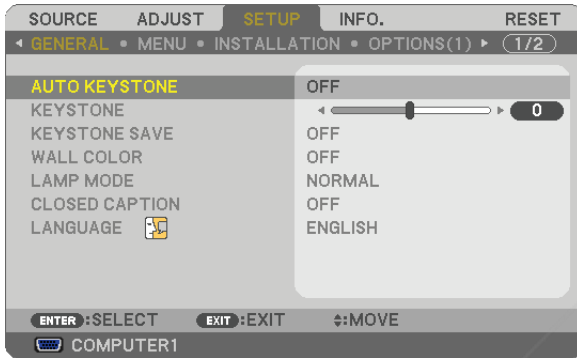 SOURCE ADJUST SETUP INFO. RESET
GENERAL • MENU • INSTALLATION • OPTIONS(1) 1/2
AUTO KEYSTONE OFF
KEYSTONE 0
KEYSTONE SAVE OFF
WALL COLOR OFF
LAMP MODE NORMAL
CLOSED CAPTION OFF
LANGUAGE ENGLISH
ENTER :SELECT EXIT :EXIT :MOVE
COMPUTER1